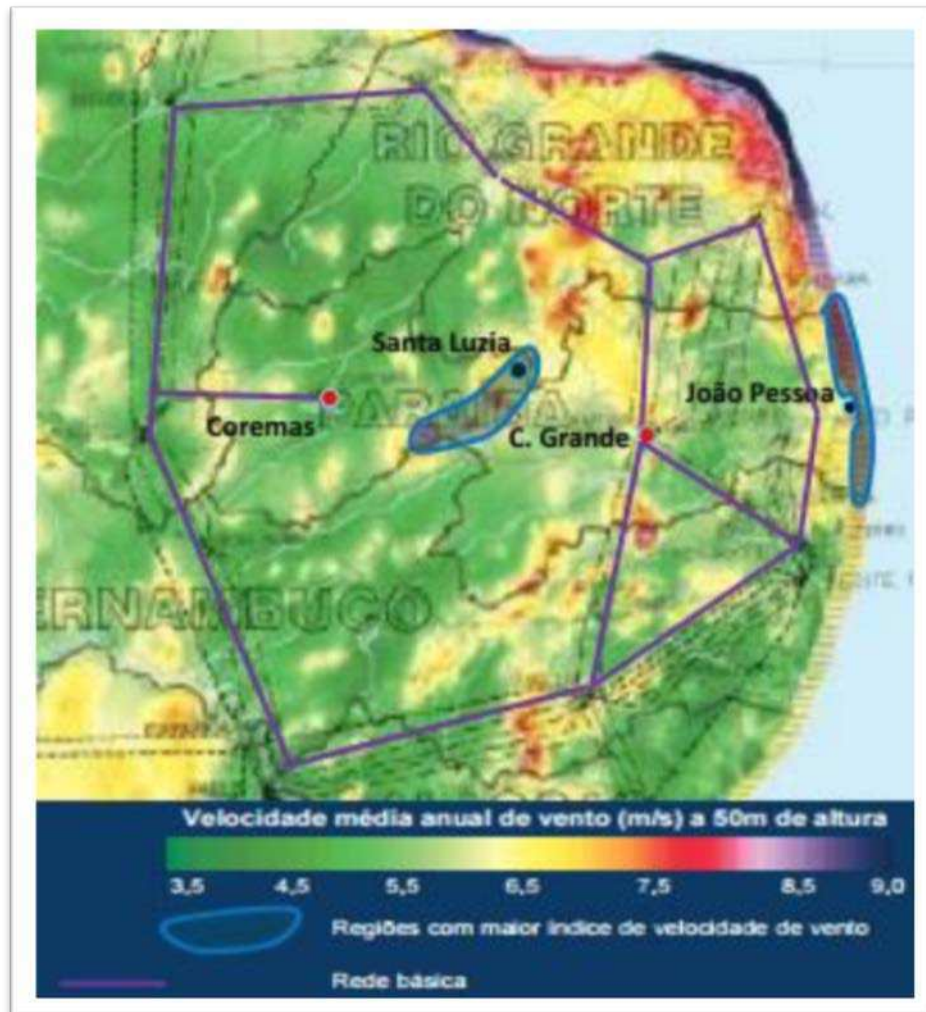 RIO GRANDE
DO NORTE
Santa Luzia
PARAIBA
João Pessoa
Coremas
C. Grande
ERNAMBUCO
Velocidade média anual de vento (m/s) a 50m de altura
3,5 4,5 5,5 6,5 7,5 8,5 9,0
Regiões com maior índice de velocidade de vento
Rede básica